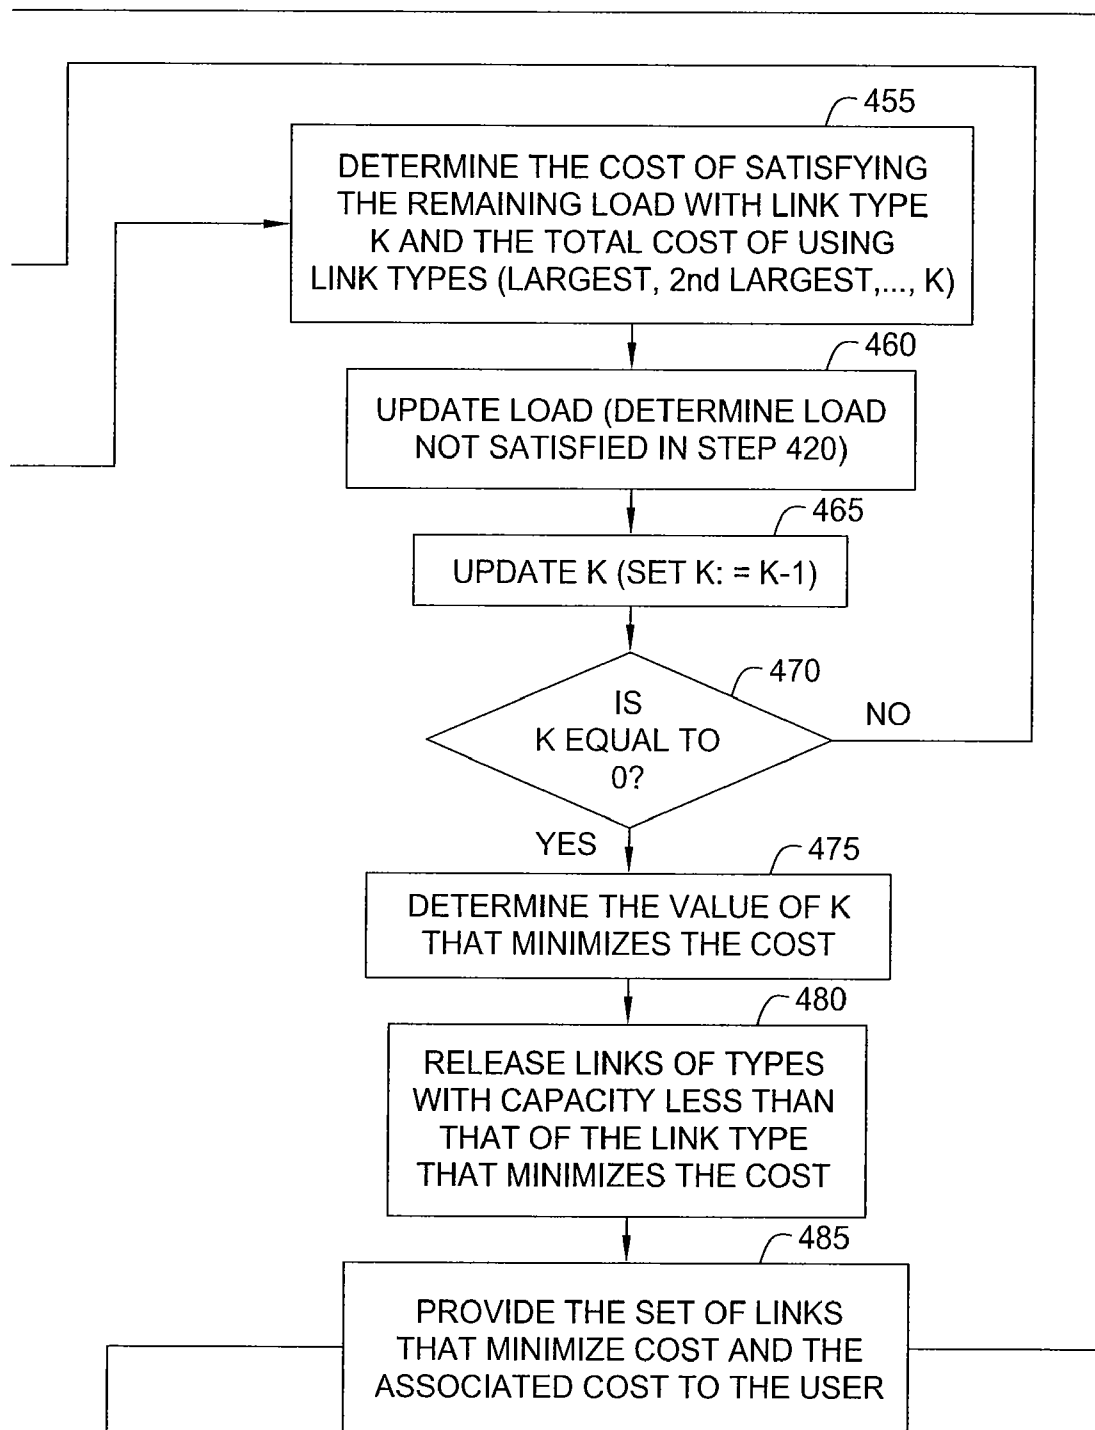 455
DETERMINE THE COST OF SATISFYING
THE REMAINING LOAD WITH LINK TYPE
K AND THE TOTAL COST OF USING
LINK TYPES (LARGEST, 2nd LARGEST,..., K)
460
UPDATE LOAD (DETERMINE LOAD
NOT SATISFIED IN STEP 420)
465
UPDATE K (SET K: = K-1)
470
IS
K EQUAL TO
0?
NO
YES
475
DETERMINE THE VALUE OF K
THAT MINIMIZES THE COST
480
RELEASE LINKS OF TYPES
WITH CAPACITY LESS THAN
THAT OF THE LINK TYPE
THAT MINIMIZES THE COST
485
PROVIDE THE SET OF LINKS
THAT MINIMIZE COST AND THE
ASSOCIATED COST TO THE USER